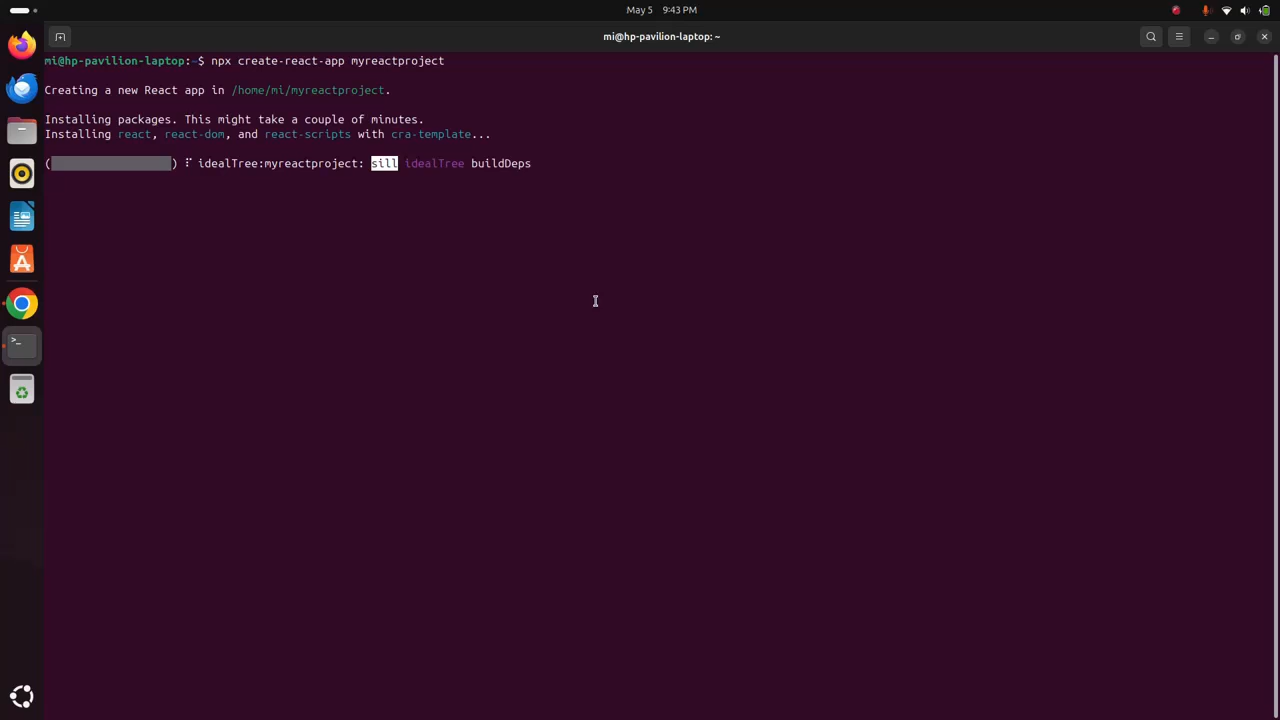 May 5 9:43 PM
mi@hp-pavilion-laptop: ~
mi@hp-pavilion-laptop:~$ npx create-react-app myreactproject
Creating a new React app in /home/mi/myreactproject.
Installing packages. This might take a couple of minutes.
Installing react, react-dom, and react-scripts with cra-template...
( ) ⠏ idealTree:myreactproject: sill idealTree buildDeps